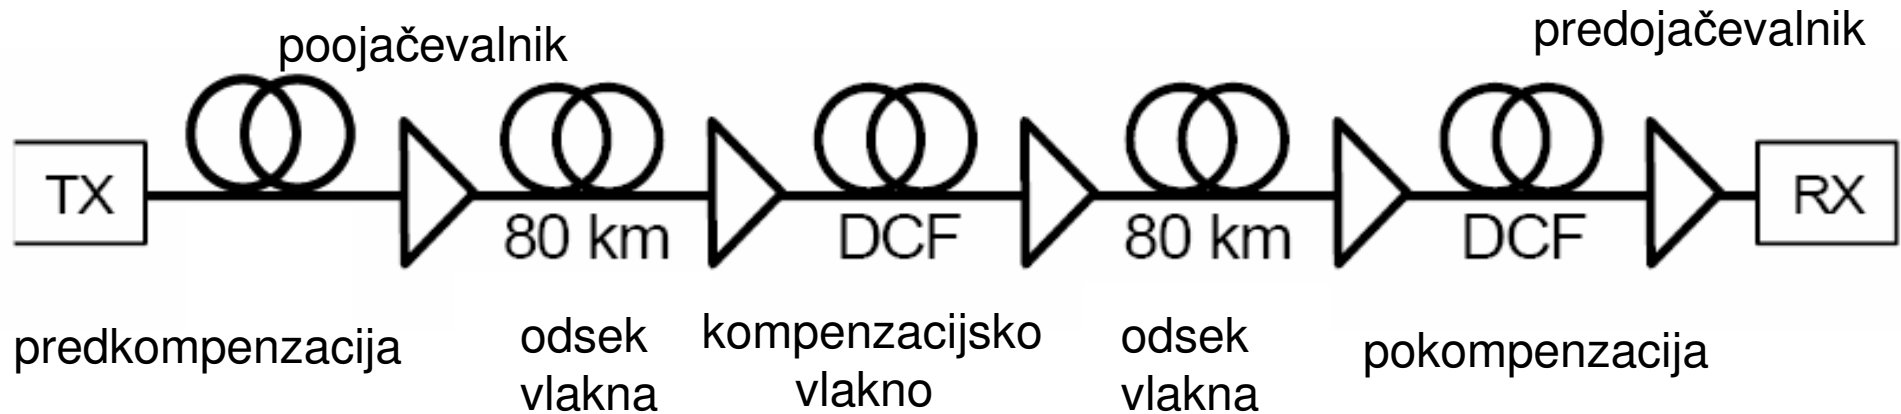 poojačevalnik
predojačevalnik
TX
80 km
DCF
80 km
DCF
RX
predkompenzacija
odsek
vlakna
kompenzacijsko
vlakno
odsek
vlakna
pokompenzacija